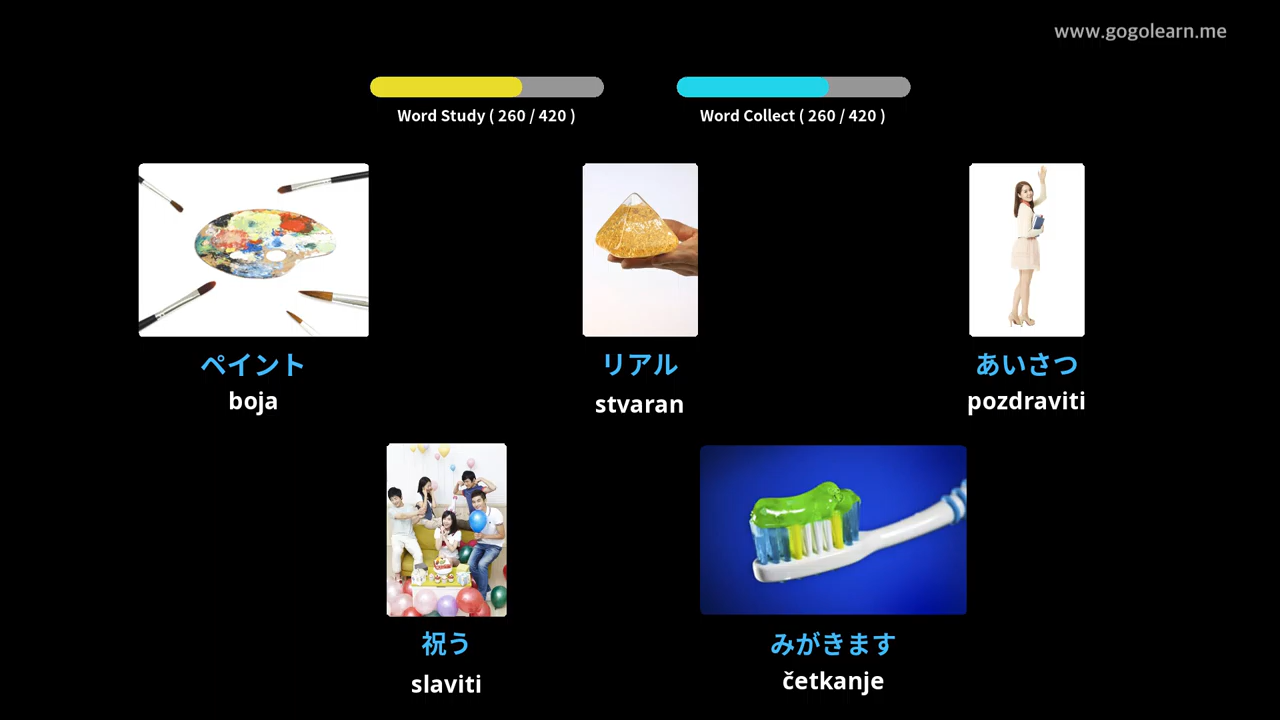 www.gogolearn.me
Word Study ( 260 / 420 )
Word Collect ( 260 / 420 )
ペイント
boja
リアル
stvaran
あいさつ
pozdraviti
祝う
slaviti
みがきます
četkanje